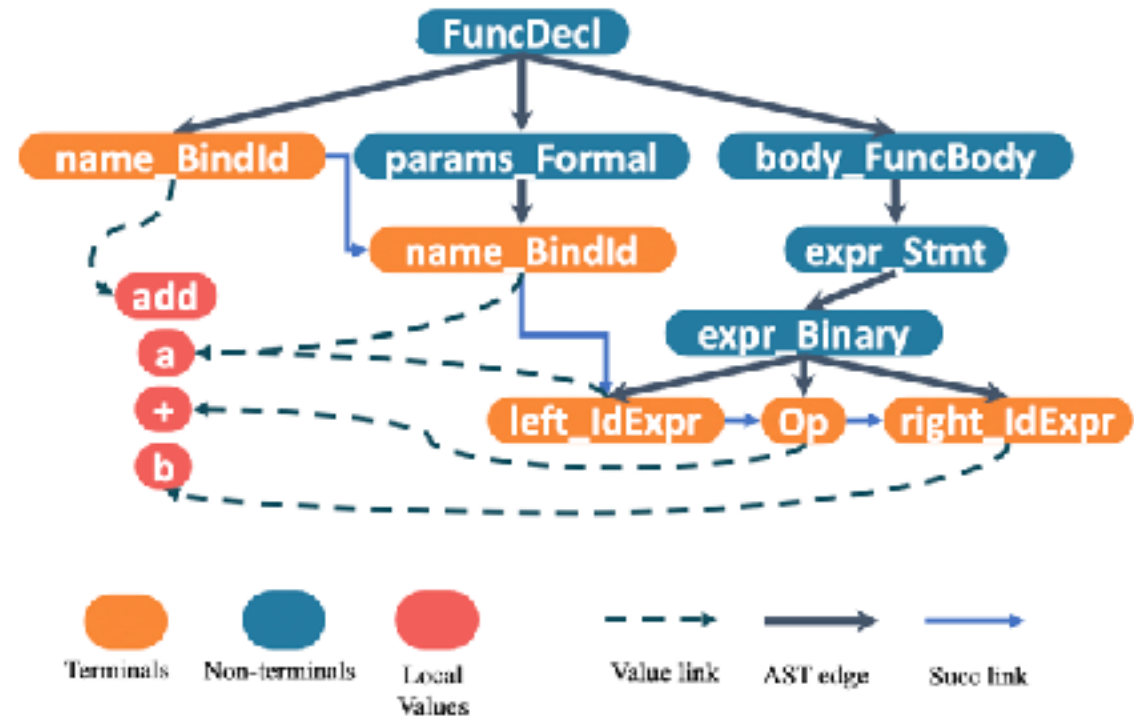 FuncDecl
name_BindId params_Formal body_FuncBody
name_BindId expr_Stmt
add
expr_Binary
a
+ left_IdExpr Op right_IdExpr
b
Terminals Non-terminals Local Values Value link AST edge Succ link